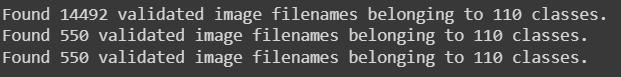 Found 14492 validated image filenames belonging to 110 classes.
Found 550 validated image filenames belonging to 110 classes.
Found 550 validated image filenames belonging to 110 classes.